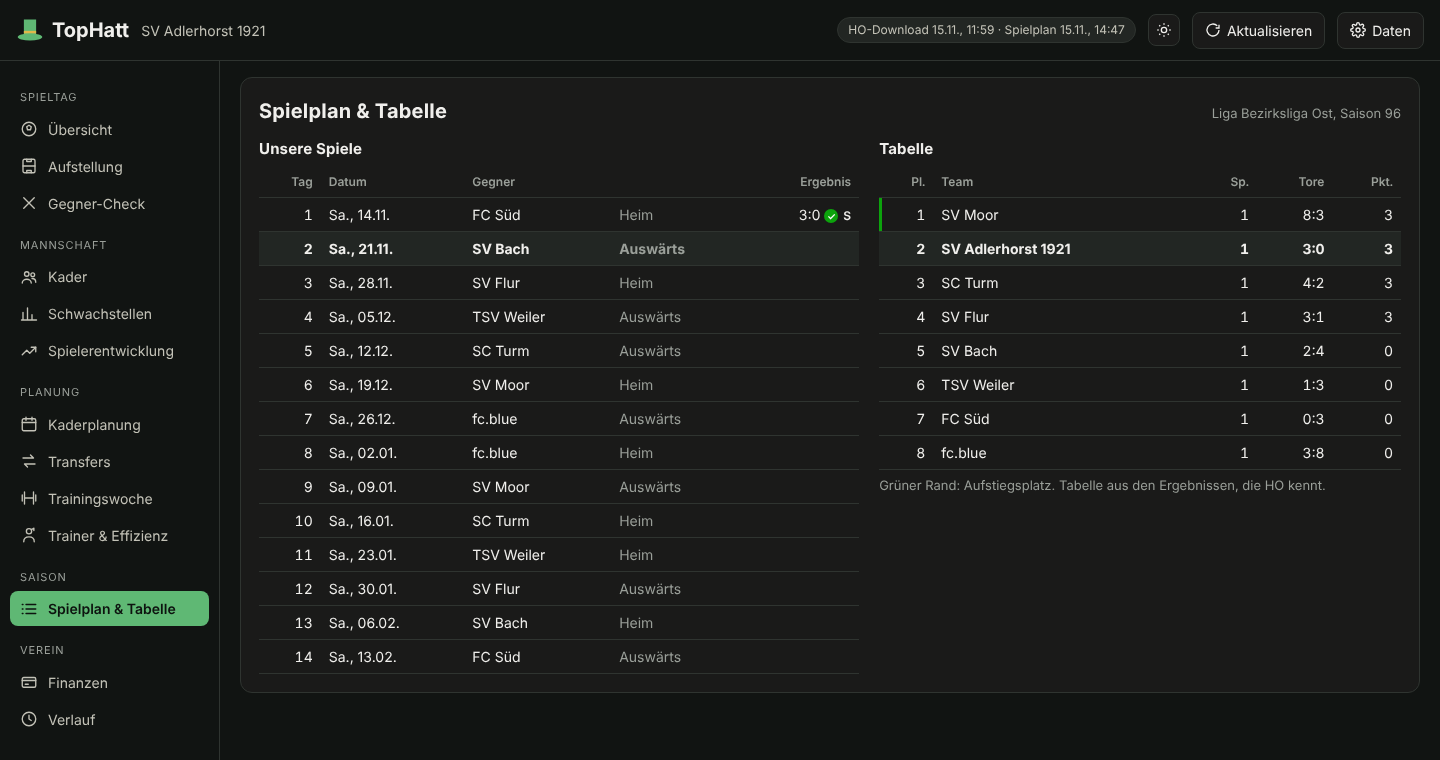 TopHatt SV Adlerhorst 1921
HO-Download 15.11., 11:59 · Spielplan 15.11., 14:47
Aktualisieren
Daten
SPIELTAG
Übersicht
Aufstellung
Gegner-Check
MANNSCHAFT
Kader
Schwachstellen
Spielerentwicklung
PLANUNG
Kaderplanung
Transfers
Trainingswoche
Trainer & Effizienz
SAISON
Spielplan & Tabelle
VEREIN
Finanzen
Verlauf
Spielplan & Tabelle
Liga Bezirksliga Ost, Saison 96
Unsere Spiele
Tag Datum Gegner Ergebnis
1 Sa., 14.11. FC Süd Heim 3:0 S
2 Sa., 21.11. SV Bach Auswärts
3 Sa., 28.11. SV Flur Heim
4 Sa., 05.12. TSV Weiler Auswärts
5 Sa., 12.12. SC Turm Auswärts
6 Sa., 19.12. SV Moor Heim
7 Sa., 26.12. fc.blue Auswärts
8 Sa., 02.01. fc.blue Heim
9 Sa., 09.01. SV Moor Auswärts
10 Sa., 16.01. SC Turm Heim
11 Sa., 23.01. TSV Weiler Heim
12 Sa., 30.01. SV Flur Auswärts
13 Sa., 06.02. SV Bach Heim
14 Sa., 13.02. FC Süd Auswärts
Tabelle
Pl. Team Sp. Tore Pkt.
1 SV Moor 1 8:3 3
2 SV Adlerhorst 1921 1 3:0 3
3 SC Turm 1 4:2 3
4 SV Flur 1 3:1 3
5 SV Bach 1 2:4 0
6 TSV Weiler 1 1:3 0
7 FC Süd 1 0:3 0
8 fc.blue 1 3:8 0
Grüner Rand: Aufstiegsplatz. Tabelle aus den Ergebnissen, die HO kennt.